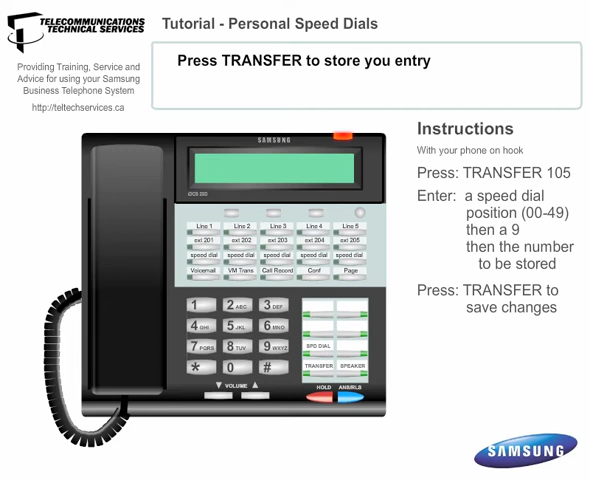 TELECOMMUNICATIONS
TECHNICAL SERVICES
Providing Training, Service and
Advice for using your Samsung
Business Telephone System
http://teltechservices.ca
Tutorial - Personal Speed Dials
Press TRANSFER to store you entry
SAMSUNG
Line 1 Line 2 Line 3 Line 4 Line 5
ext 201 ext 202 ext 203 ext 204 ext 205
speed dial speed dial speed dial speed dial speed dial
Voicemail VM Trans Call Record Conf Page
1 2 ABC 3 DEF
4 GHI 5 JKL 6 MNO
7 PQRS 8 TUV 9 WXYZ
* 0 #
VOLUME
SPD DIAL
TRANSFER SPEAKER
HOLD ANS/RLS
Instructions
With your phone on hook
Press: TRANSFER 105
Enter: a speed dial
position (00-49)
then a 9
then the number
to be stored
Press: TRANSFER to
save changes
SAMSUNG